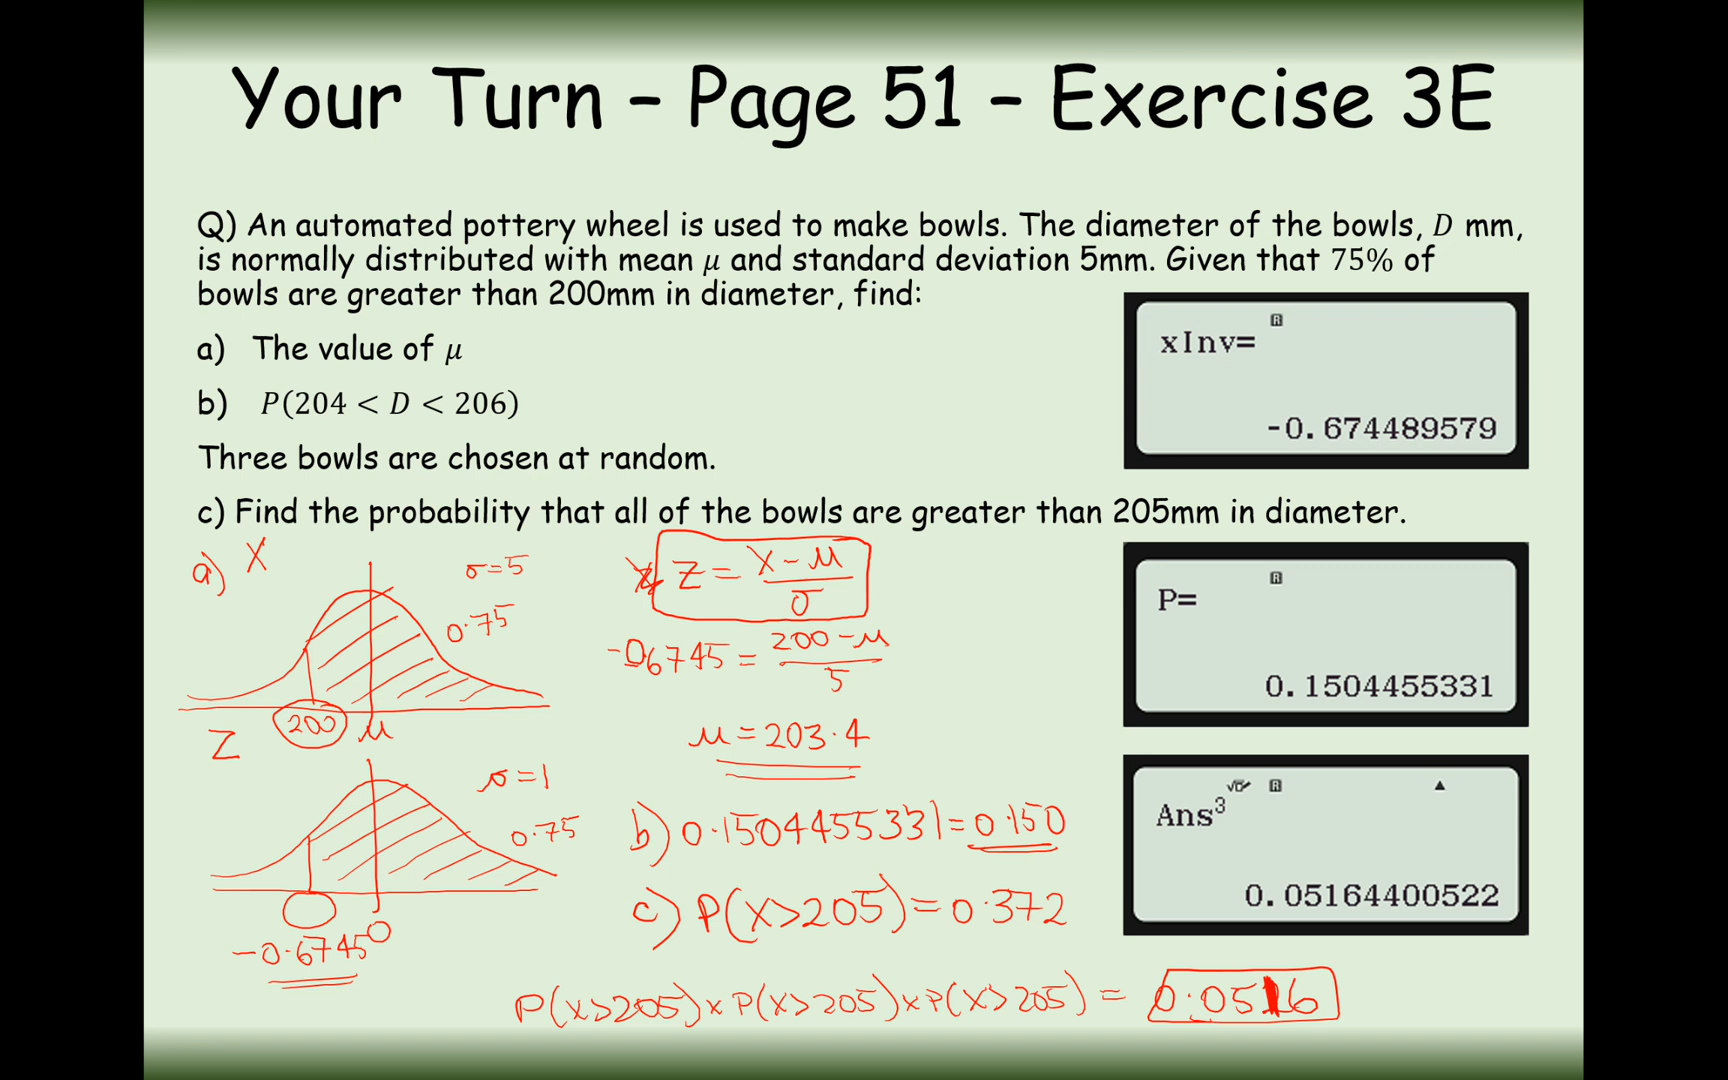 Your Turn – Page 51 – Exercise 3E
Q) An automated pottery wheel is used to make bowls. The diameter of the bowls, D mm,
is normally distributed with mean μ and standard deviation 5mm. Given that 75% of
bowls are greater than 200mm in diameter, find:
a) The value of μ
b) P(204 < D < 206)
Three bowls are chosen at random.
c) Find the probability that all of the bowls are greater than 205mm in diameter.
R
xInv=
-0.674489579
R
P=
0.1504455331
√ R ▲
Ans³
0.05164400522
a) X
σ=5
0.75
200 μ
Z
σ=1
0.75
0
-0.6745
Z = X-μ / σ
-0.6745 = 200-μ / 5
μ = 203.4
b) 0.1504455331 = 0.150
c) P(X>205) = 0.372
P(X>205) × P(X>205) × P(X>205) = 0.0516